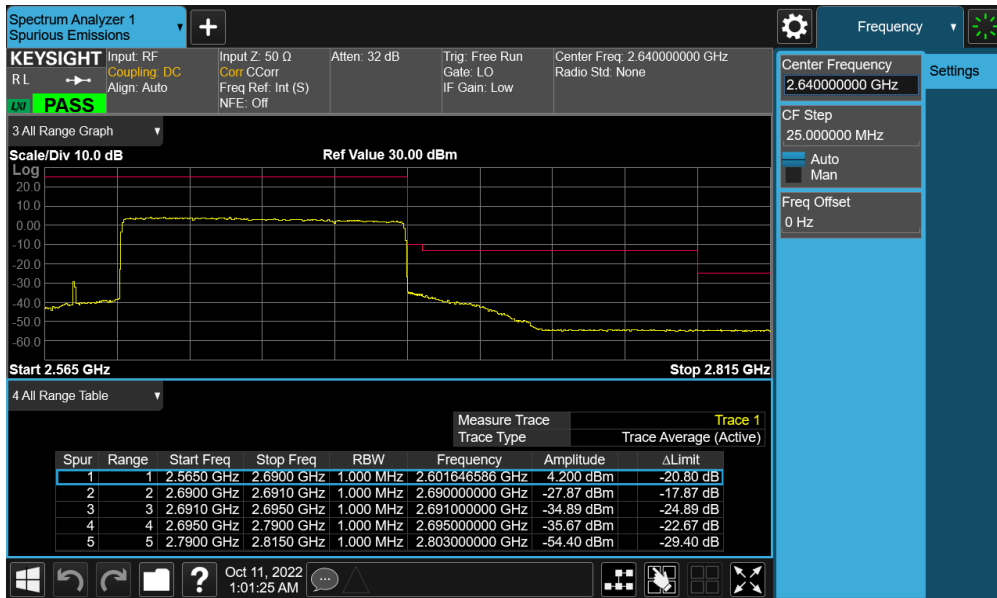 Spectrum Analyzer 1
Spurious Emissions
Frequency
KEYSIGHT
R L
LXI
PASS
Input: RF
Coupling: DC
Align: Auto
Input Z: 50 Ω
Corr CCorr
Freq Ref: Int (S)
NFE: Off
Atten: 32 dB
Trig: Free Run
Gate: LO
IF Gain: Low
Center Freq: 2.640000000 GHz
Radio Std: None
Center Frequency
2.640000000 GHz
Settings
CF Step
25.000000 MHz
Auto
Man
Freq Offset
0 Hz
3 All Range Graph
Scale/Div 10.0 dB
Ref Value 30.00 dBm
Log
20.0
10.0
0.00
-10.0
-20.0
-30.0
-40.0
-50.0
-60.0
Start 2.565 GHz
Stop 2.815 GHz
4 All Range Table
Measure Trace Trace 1
Trace Type Trace Average (Active)
Spur Range Start Freq Stop Freq RBW Frequency Amplitude ΔLimit
1 1 2.5650 GHz 2.6900 GHz 1.000 MHz 2.601646586 GHz 4.200 dBm -20.80 dB
2 2 2.6900 GHz 2.6910 GHz 1.000 MHz 2.690000000 GHz -27.87 dBm -17.87 dB
3 3 2.6910 GHz 2.6950 GHz 1.000 MHz 2.691000000 GHz -34.89 dBm -24.89 dB
4 4 2.6950 GHz 2.7900 GHz 1.000 MHz 2.695000000 GHz -35.67 dBm -22.67 dB
5 5 2.7900 GHz 2.8150 GHz 1.000 MHz 2.803000000 GHz -54.40 dBm -29.40 dB
Oct 11, 2022
1:01:25 AM